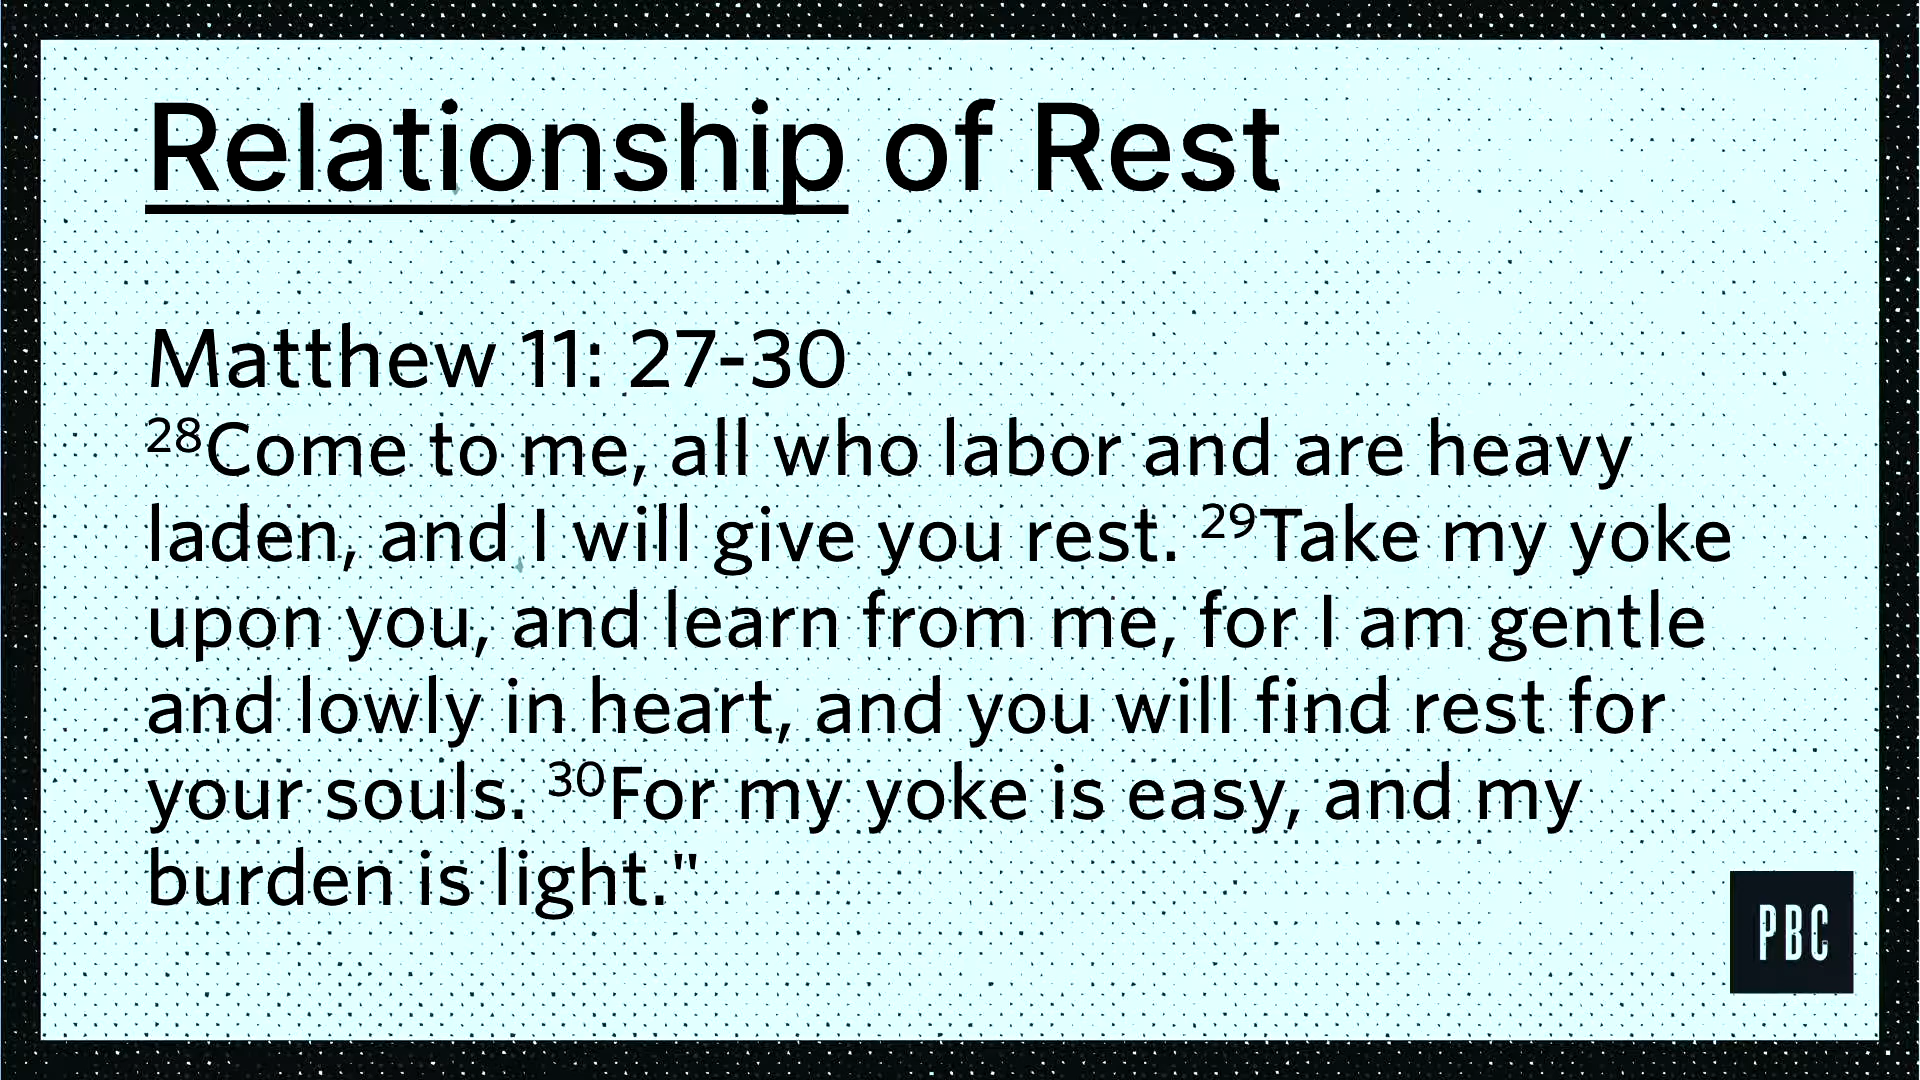 Relationship of Rest
Matthew 11: 27-30
28Come to me, all who labor and are heavy
laden, and I will give you rest. 29Take my yoke
upon you, and learn from me, for I am gentle
and lowly in heart, and you will find rest for
your souls. 30For my yoke is easy, and my
burden is light."
PBC